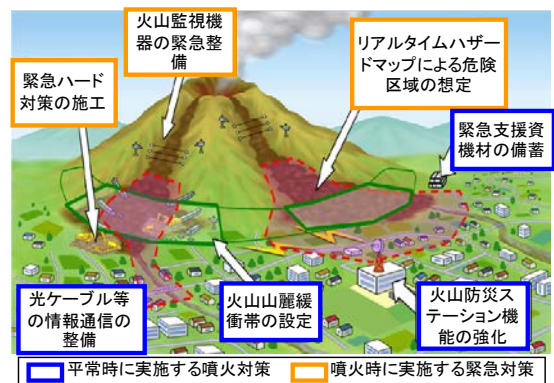 火山監視機
器の緊急整
備
リアルタイムハザー
ドマップによる危険
区域の想定
緊急ハード
対策の施工
緊急支援資
機材の備蓄
光ケーブル等
の情報通信の
整備
火山山麓緩
衝帯の設定
火山防災ス
テーション機
能の強化
平常時に実施する噴火対策
噴火時に実施する緊急対策